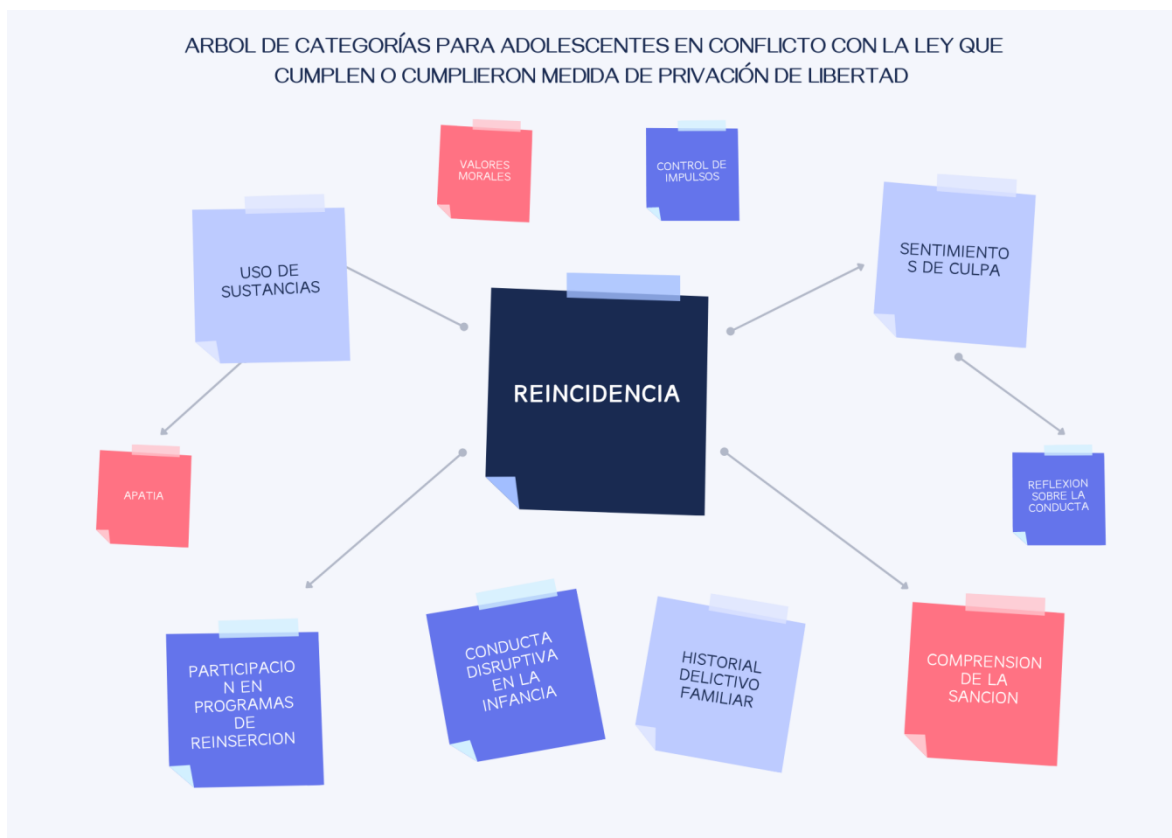 ARBOL DE CATEGORÍAS PARA ADOLESCENTES EN CONFLICTO CON LA LEY QUE
CUMPLEN O CUMPLIERON MEDIDA DE PRIVACIÓN DE LIBERTAD
VALORES
MORALES
CONTROL DE
IMPULSOS
USO DE
SUSTANCIAS
SENTIMIENTO
S DE CULPA
REINCIDENCIA
APATIA
REFLEXION
SOBRE LA
CONDUCTA
PARTICIPACIO
N EN
PROGRAMAS
DE
REINSERCION
CONDUCTA
DISRUPTIVA
EN LA
INFANCIA
HISTORIAL
DELICTIVO
FAMILIAR
COMPRENSION
DE LA
SANCION